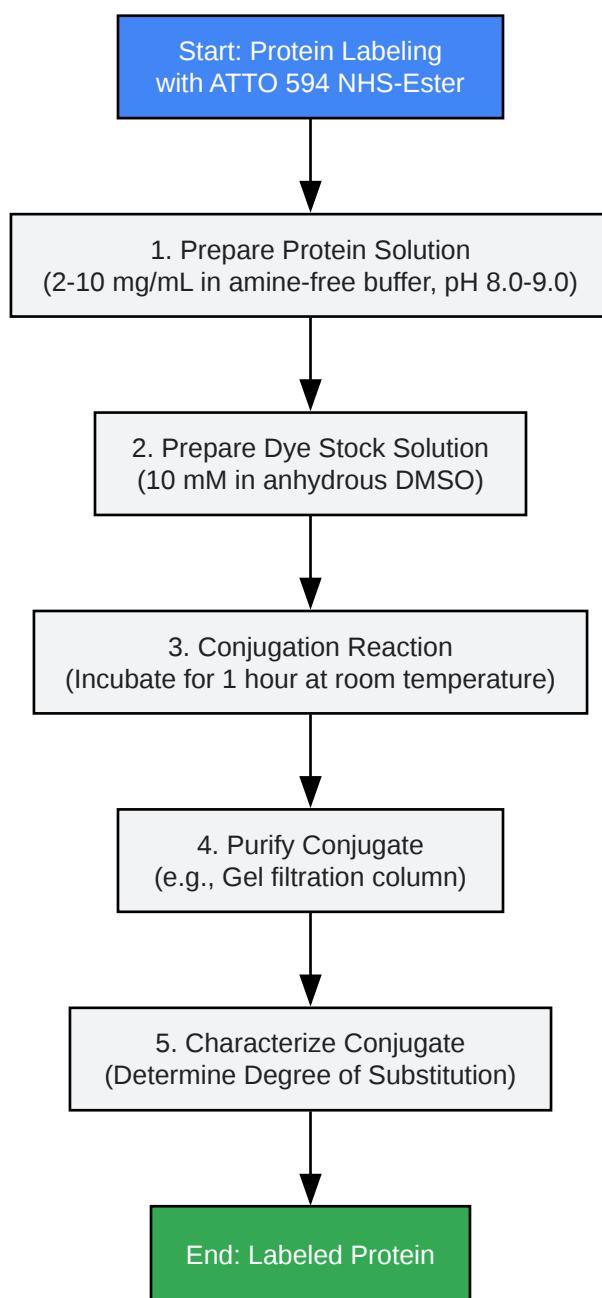 Start: Protein Labeling
with ATTO 594 NHS-Ester
1. Prepare Protein Solution
(2-10 mg/mL in amine-free buffer, pH 8.0-9.0)
2. Prepare Dye Stock Solution
(10 mM in anhydrous DMSO)
3. Conjugation Reaction
(Incubate for 1 hour at room temperature)
4. Purify Conjugate
(e.g., Gel filtration column)
5. Characterize Conjugate
(Determine Degree of Substitution)
End: Labeled Protein